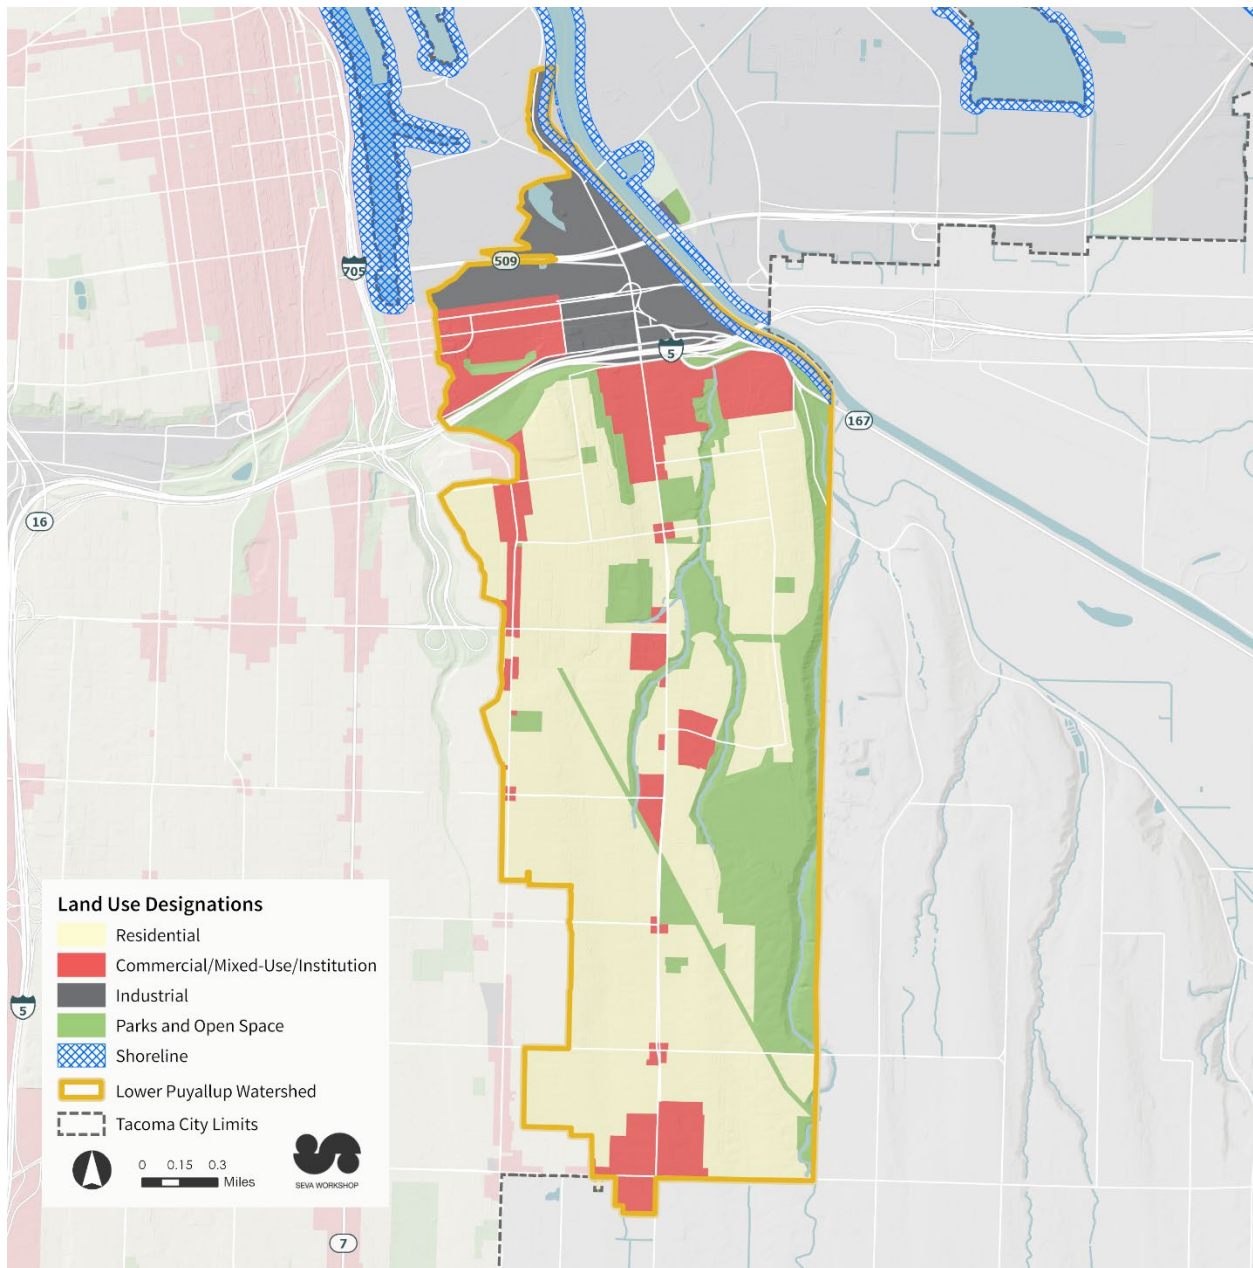 705
509
5
167
16
Land Use Designations
Residential
Commercial/Mixed-Use/Institution
Industrial
Parks and Open Space
Shoreline
Lower Puyallup Watershed
Tacoma City Limits
5
0 0.15 0.3
Miles
SEVA WORKSHOP
7